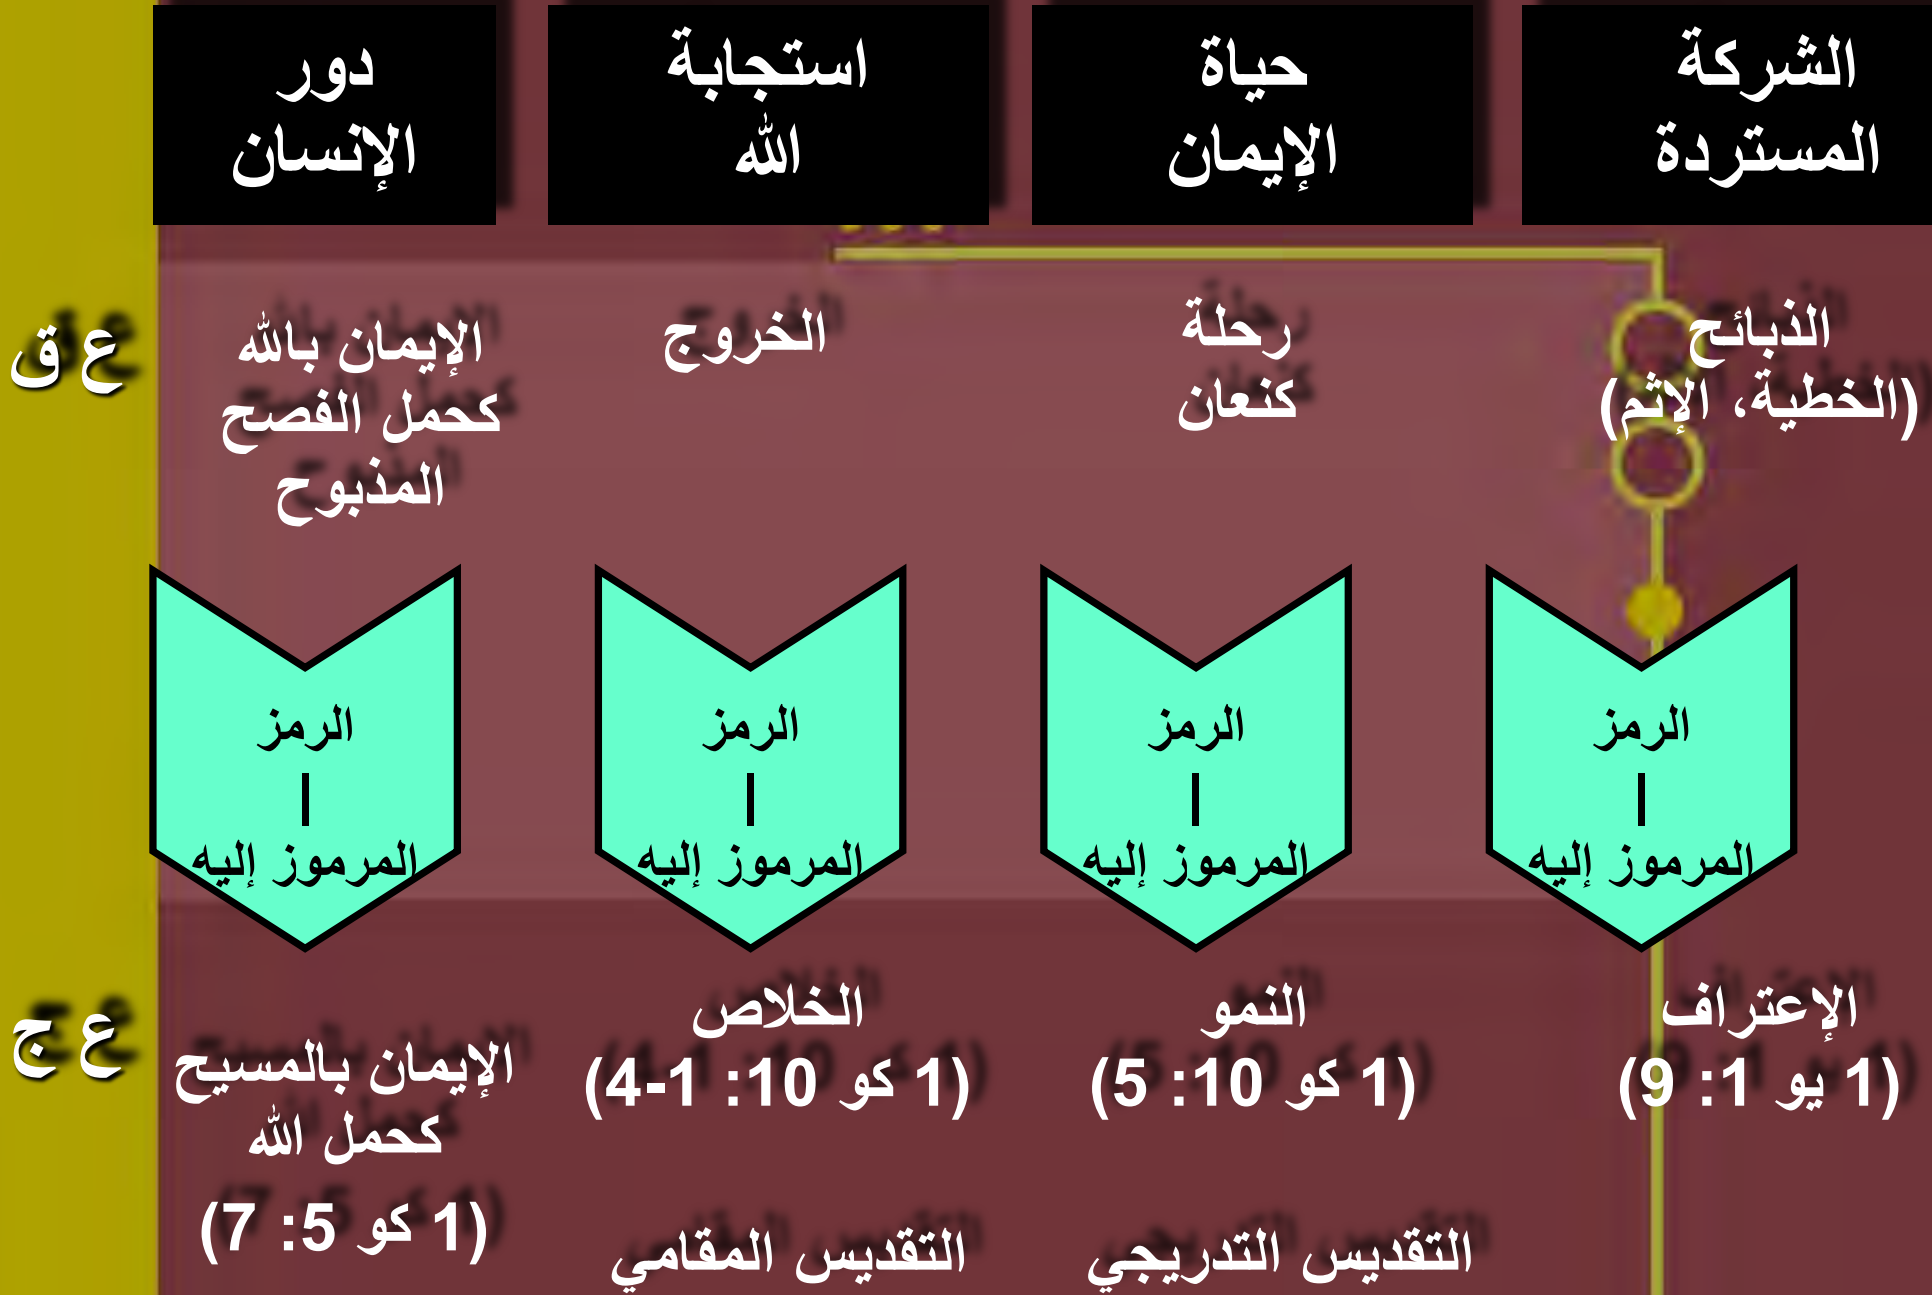 دور
الإنسان
استجابة
الله
حياة
الإيمان
الشركة
المستردة
ع ق
الإيمان بالله
كحمل الفصح
المذبوح
الخروج
رحلة
كنعان
الذبائح
(الخطية، الإثم)
الرمز
المرموز إليه
الرمز
المرموز إليه
الرمز
المرموز إليه
الرمز
المرموز إليه
ع ج
الإيمان بالمسيح
كحمل الله
(1 كو 5: 7)
الخلاص
(1 كو 10: 1-4)
التقديس المقامي
النمو
(1 كو 10: 5)
التقديس التدريجي
الإعتراف
(1 يو 1: 9)